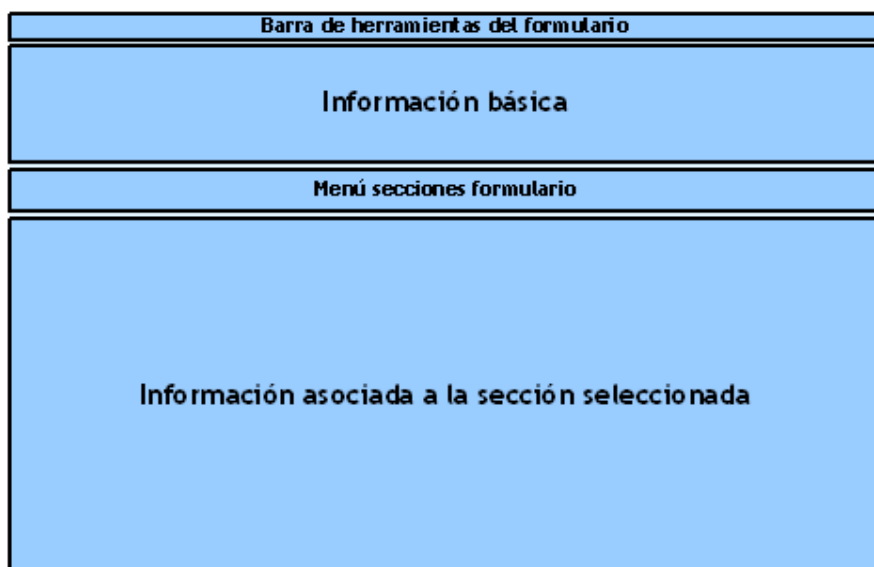 Barra de herramientas del formulario
Información básica
Menú secciones formulario
Información asociada a la sección seleccionada